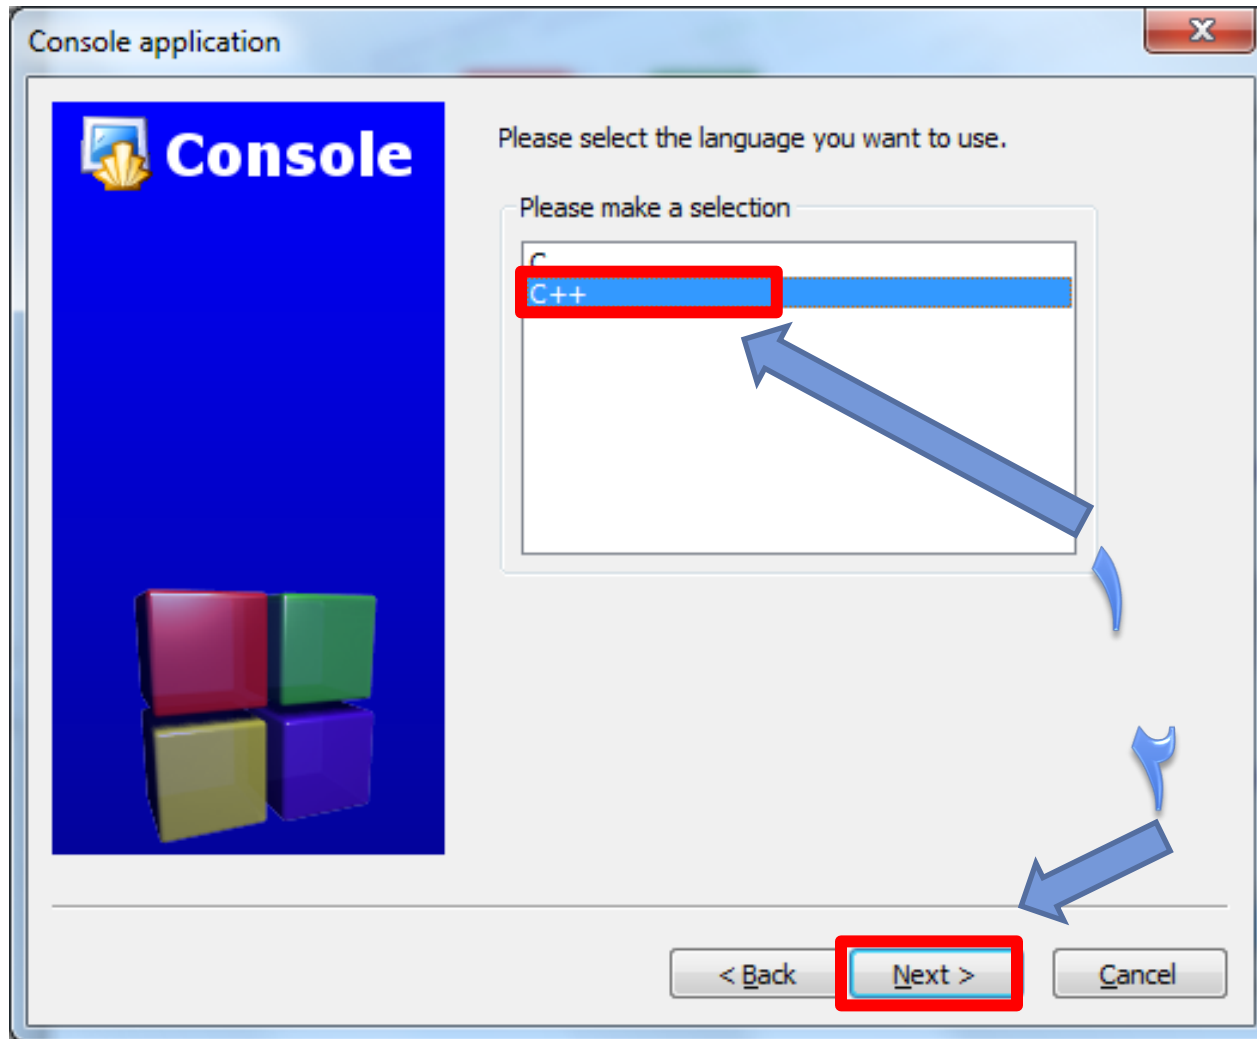 Console application
Console
Please select the language you want to use.
Please make a selection
C
C++
١
٢
< Back
Next >
Cancel